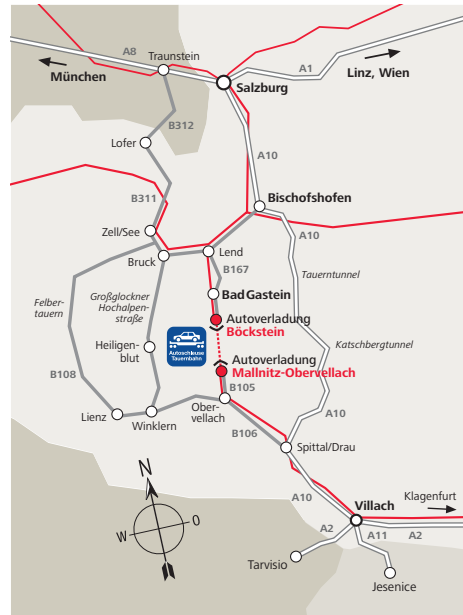 A8
Traunstein
München
A1
Linz, Wien
Salzburg
B312
Lofer
A10
B311
Bischofshofen
Zell/See
A10
Bruck
Lend
B167
Tauerntunnel
Felber-
tauern
Großglockner
Hochalpen-
straße
Bad Gastein
Autoverladung
Böckstein
Katschbergtunnel
Heiligen-
blut
Autoschleuse
Tauernbahn
Autoverladung
Mallnitz-Obervellach
B108
B105
Ober-
vellach
A10
Lienz
Winklern
B106
Spittal/Drau
N
A10
Villach
Klagenfurt
W
O
A2
A11
A2
Tarvisio
Jesenice